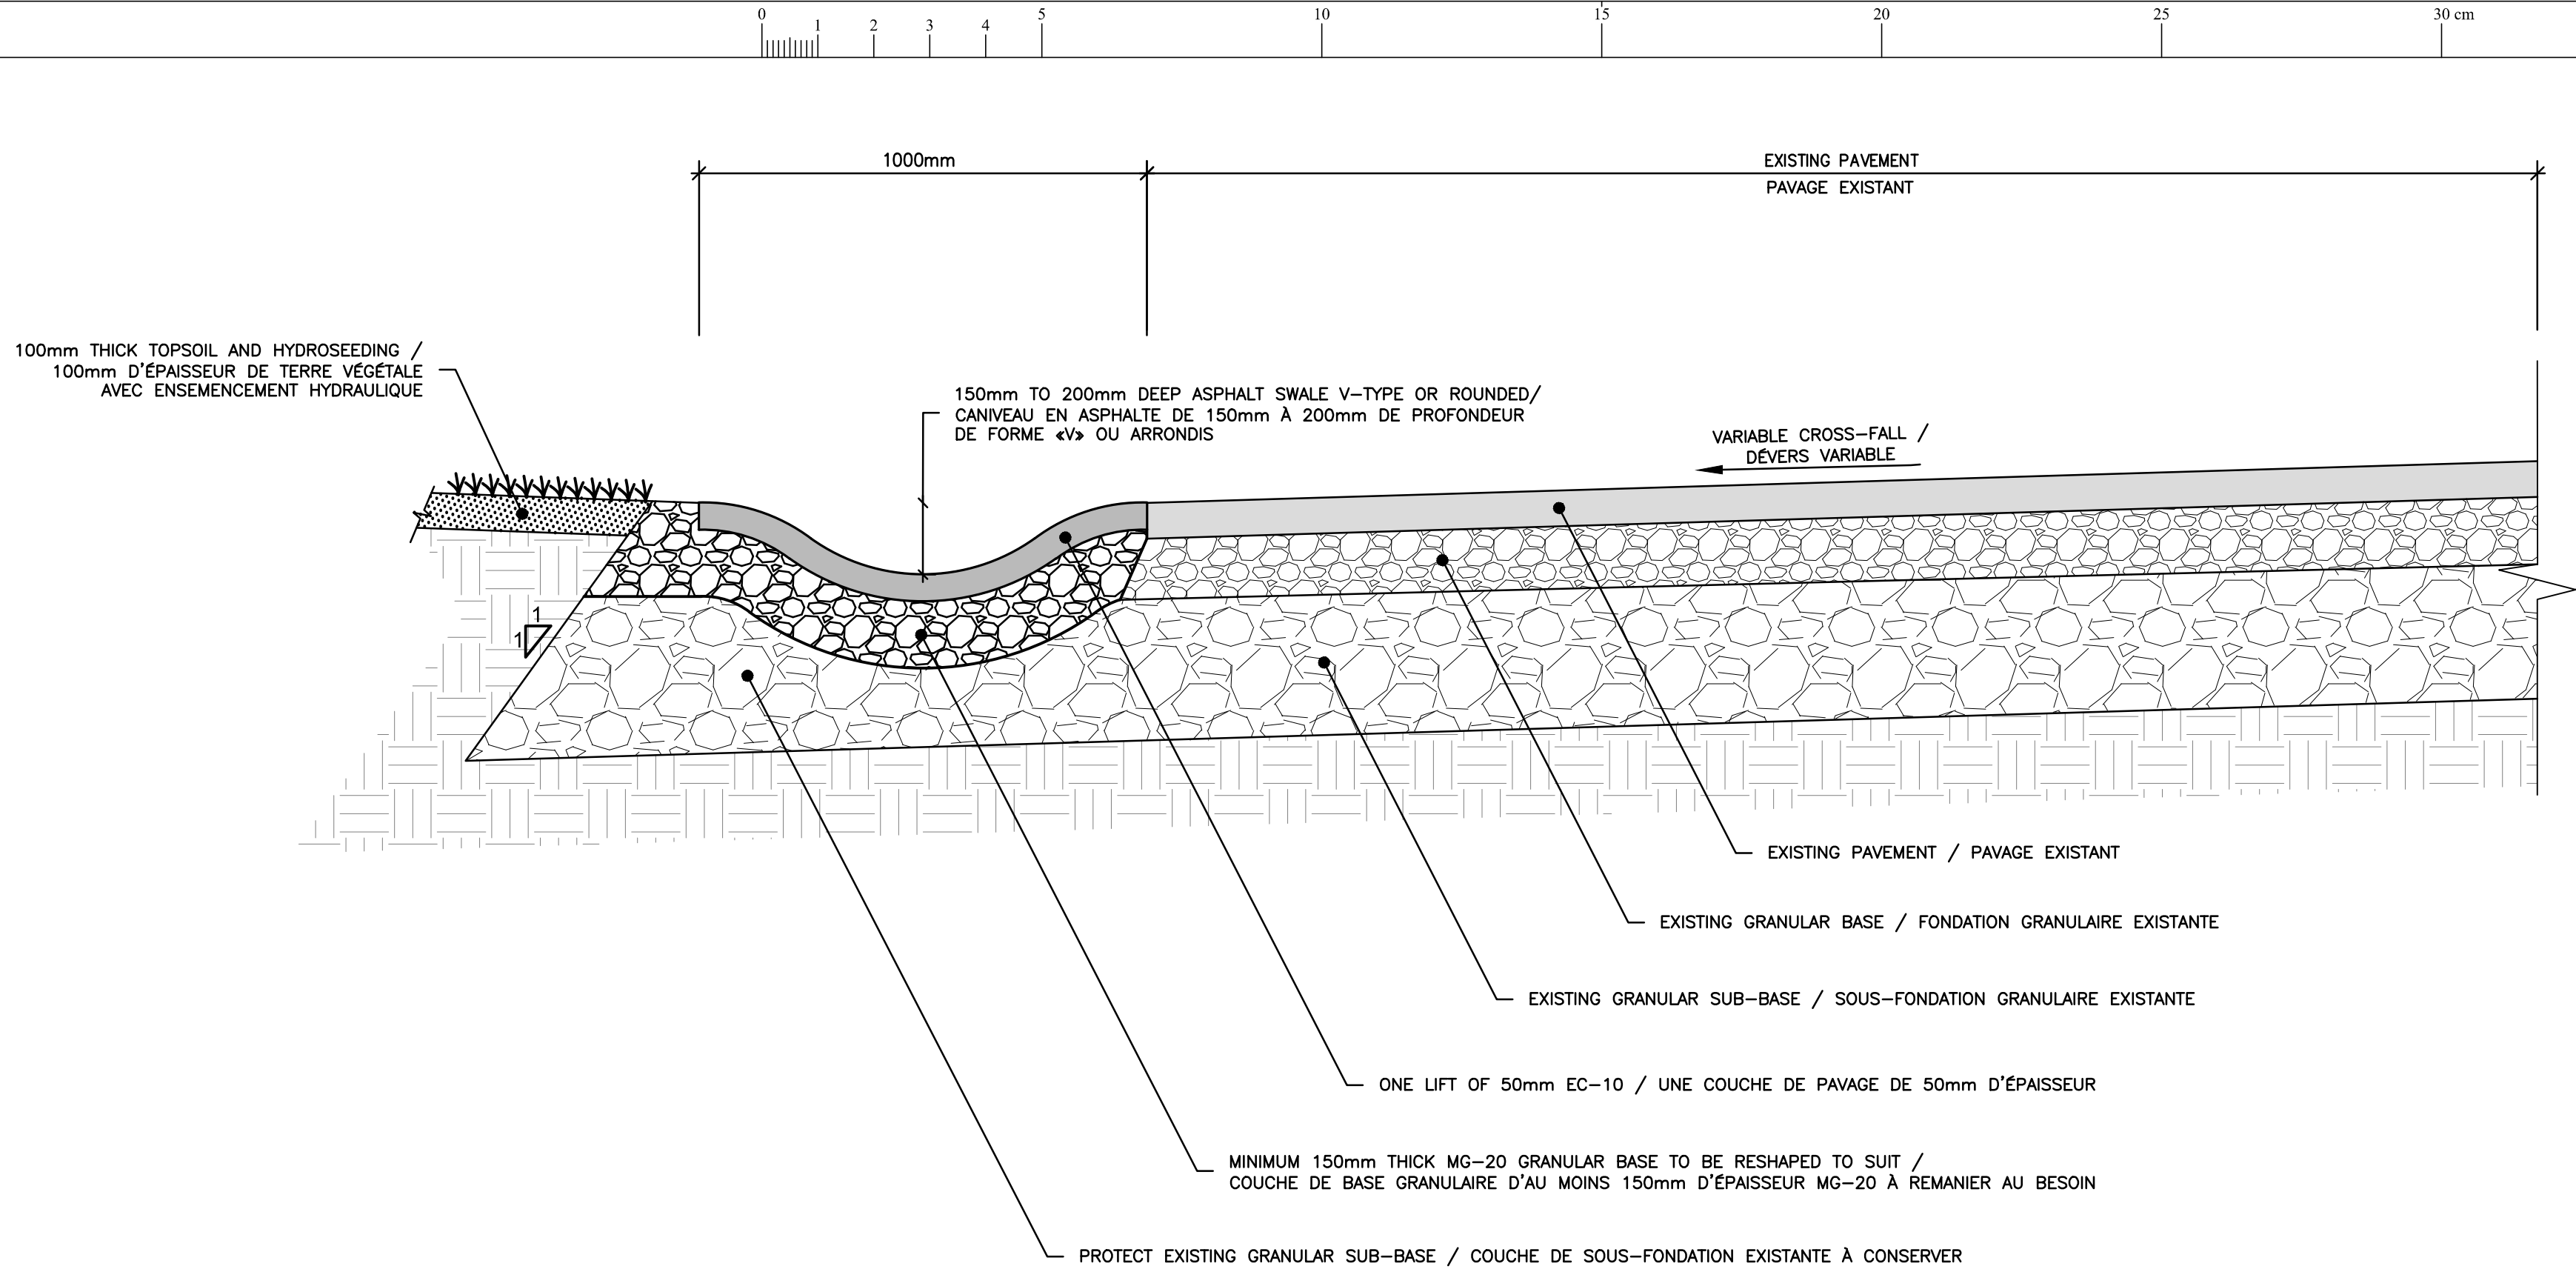 0
1
2
3
4
5
10
15
20
25
30 cm
1000mm
EXISTING PAVEMENT
PAVAGE EXISTANT
100mm THICK TOPSOIL AND HYDROSEEDING /
100mm D'ÉPAISSEUR DE TERRE VÉGÉTALE
AVEC ENSEMENCEMENT HYDRAULIQUE
150mm TO 200mm DEEP ASPHALT SWALE V-TYPE OR ROUNDED/
CANIVEAU EN ASPHALTE DE 150mm À 200mm DE PROFONDEUR
DE FORME «V» OU ARRONDIS
VARIABLE CROSS-FALL /
DÉVERS VARIABLE
1
1
EXISTING PAVEMENT / PAVAGE EXISTANT
EXISTING GRANULAR BASE / FONDATION GRANULAIRE EXISTANTE
EXISTING GRANULAR SUB-BASE / SOUS-FONDATION GRANULAIRE EXISTANTE
ONE LIFT OF 50mm EC-10 / UNE COUCHE DE PAVAGE DE 50mm D'ÉPAISSEUR
MINIMUM 150mm THICK MG-20 GRANULAR BASE TO BE RESHAPED TO SUIT /
COUCHE DE BASE GRANULAIRE D'AU MOINS 150mm D'ÉPAISSEUR MG-20 À REMANIER AU BESOIN
PROTECT EXISTING GRANULAR SUB-BASE / COUCHE DE SOUS-FONDATION EXISTANTE À CONSERVER